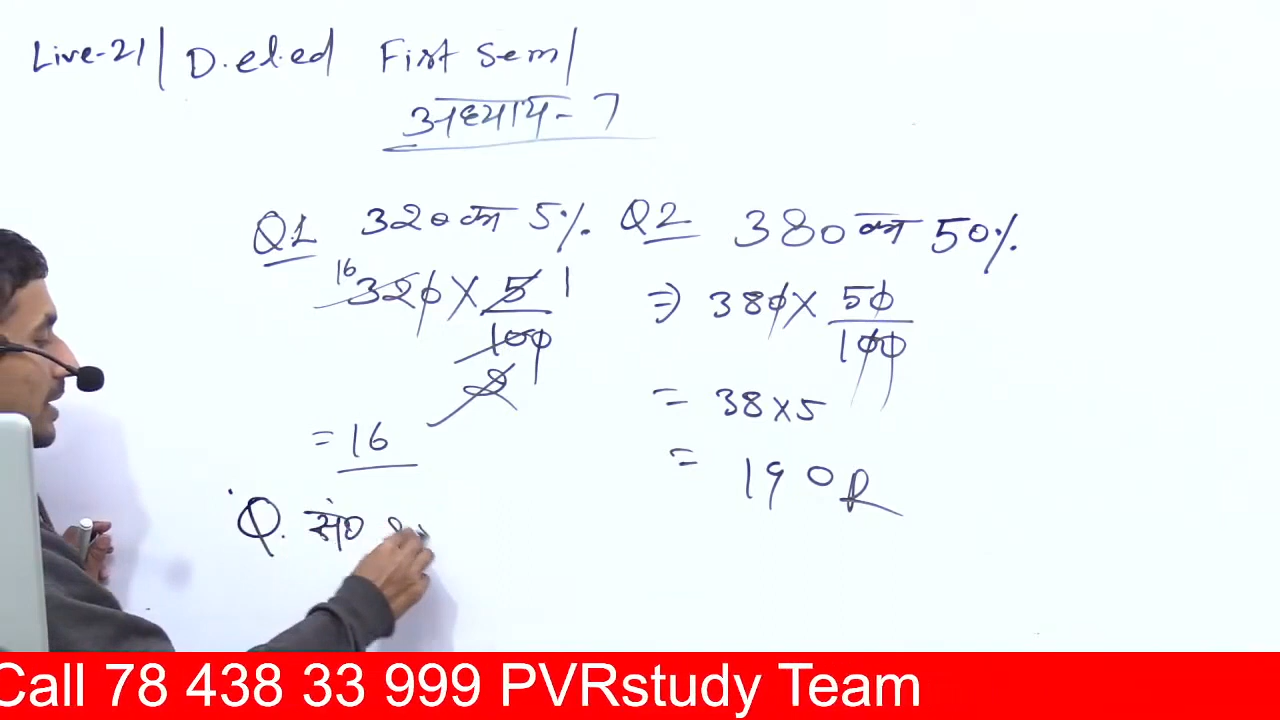 Live-21/ D.el.ed First Sem/
अध्याय- 7
Q1 320 का 5%.
16
320 × 5/100 1
= 16
Q2 380 का 50%.
⇒ 380 × 50/100
= 38×5
= 190
Q. सं०
Call 78 438 33 999 PVRstudy Team